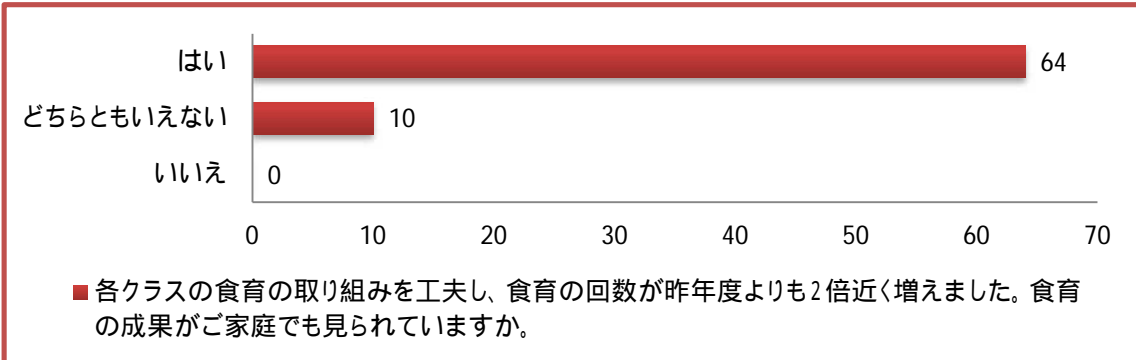 はい 64
どちらともいえない 10
いいえ 0
0 10 20 30 40 50 60 70
各クラスの食育の取り組みを工夫し、食育の回数が昨年度よりも2倍近く増えました。食育
の成果がご家庭でも見られていますか。